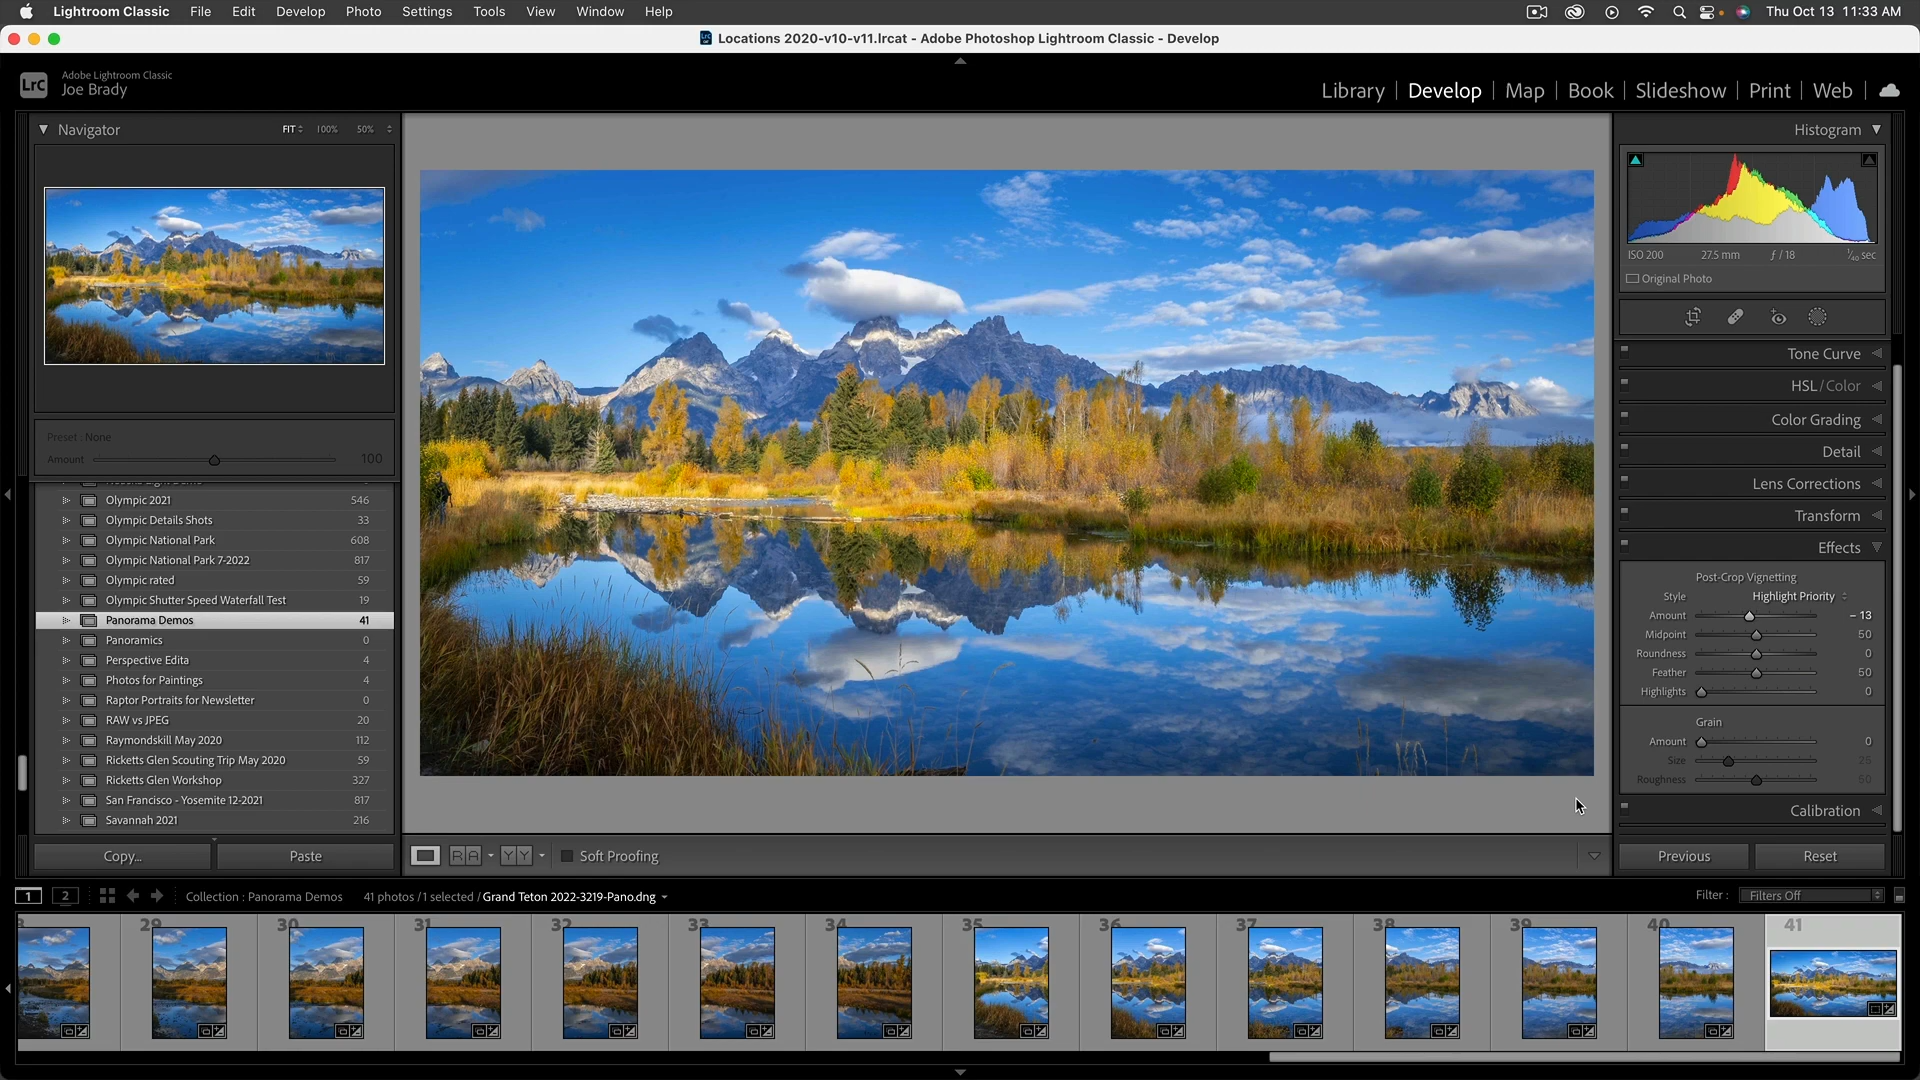 Lightroom Classic File Edit Develop Photo Settings Tools View Window Help Thu Oct 13 11:33 AM
Locations 2020-v10-v11.lrcat - Adobe Photoshop Lightroom Classic - Develop
LrC Adobe Lightroom Classic
Joe Brady
Library | Develop | Map | Book | Slideshow | Print | Web
Navigator FIT 100% 50%
Preset : None
Amount 100
Olympic 2021 546
Olympic Details Shots 33
Olympic National Park 608
Olympic National Park 7-2022 817
Olympic rated 59
Olympic Shutter Speed Waterfall Test 19
Panorama Demos 41
Panoramics 0
Perspective Edita 4
Photos for Paintings 4
Raptor Portraits for Newsletter 0
RAW vs JPEG 20
Raymondskill May 2020 112
Ricketts Glen Scouting Trip May 2020 59
Ricketts Glen Workshop 327
San Francisco - Yosemite 12-2021 817
Savannah 2021 216
Copy... Paste
R A Y Y Soft Proofing
Histogram
ISO 200 27.5 mm ƒ / 18 1/40 sec
Original Photo
Tone Curve
HSL / Color
Color Grading
Detail
Lens Corrections
Transform
Effects
Post-Crop Vignetting
Style Highlight Priority
Amount – 13
Midpoint 50
Roundness 0
Feather 50
Highlights 0
Grain
Amount 0
Size 25
Roughness 50
Calibration
Previous Reset
1 2 Collection : Panorama Demos 41 photos / 1 selected / Grand Teton 2022-3219-Pano.dng Filter : Filters Off
29 30 31 32 33 34 35 36 37 38 39 40 41